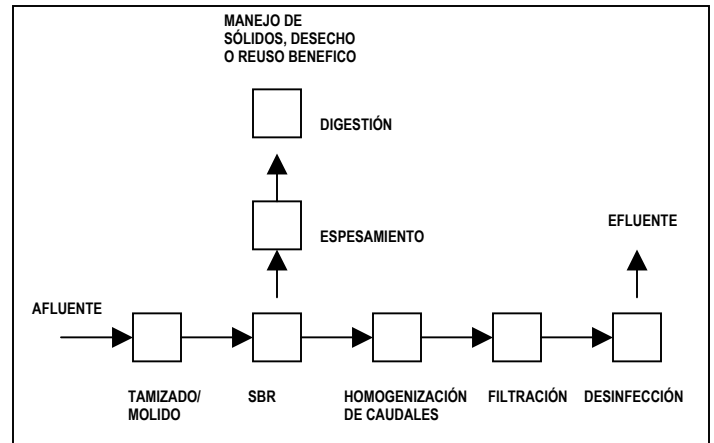 MANEJO DE
SÓLIDOS, DESECHO
O REUSO BENEFICO
DIGESTIÓN
ESPESAMIENTO
EFLUENTE
AFLUENTE
TAMIZADO/
MOLIDO
SBR
HOMOGENIZACIÓN
DE CAUDALES
FILTRACIÓN
DESINFECCIÓN